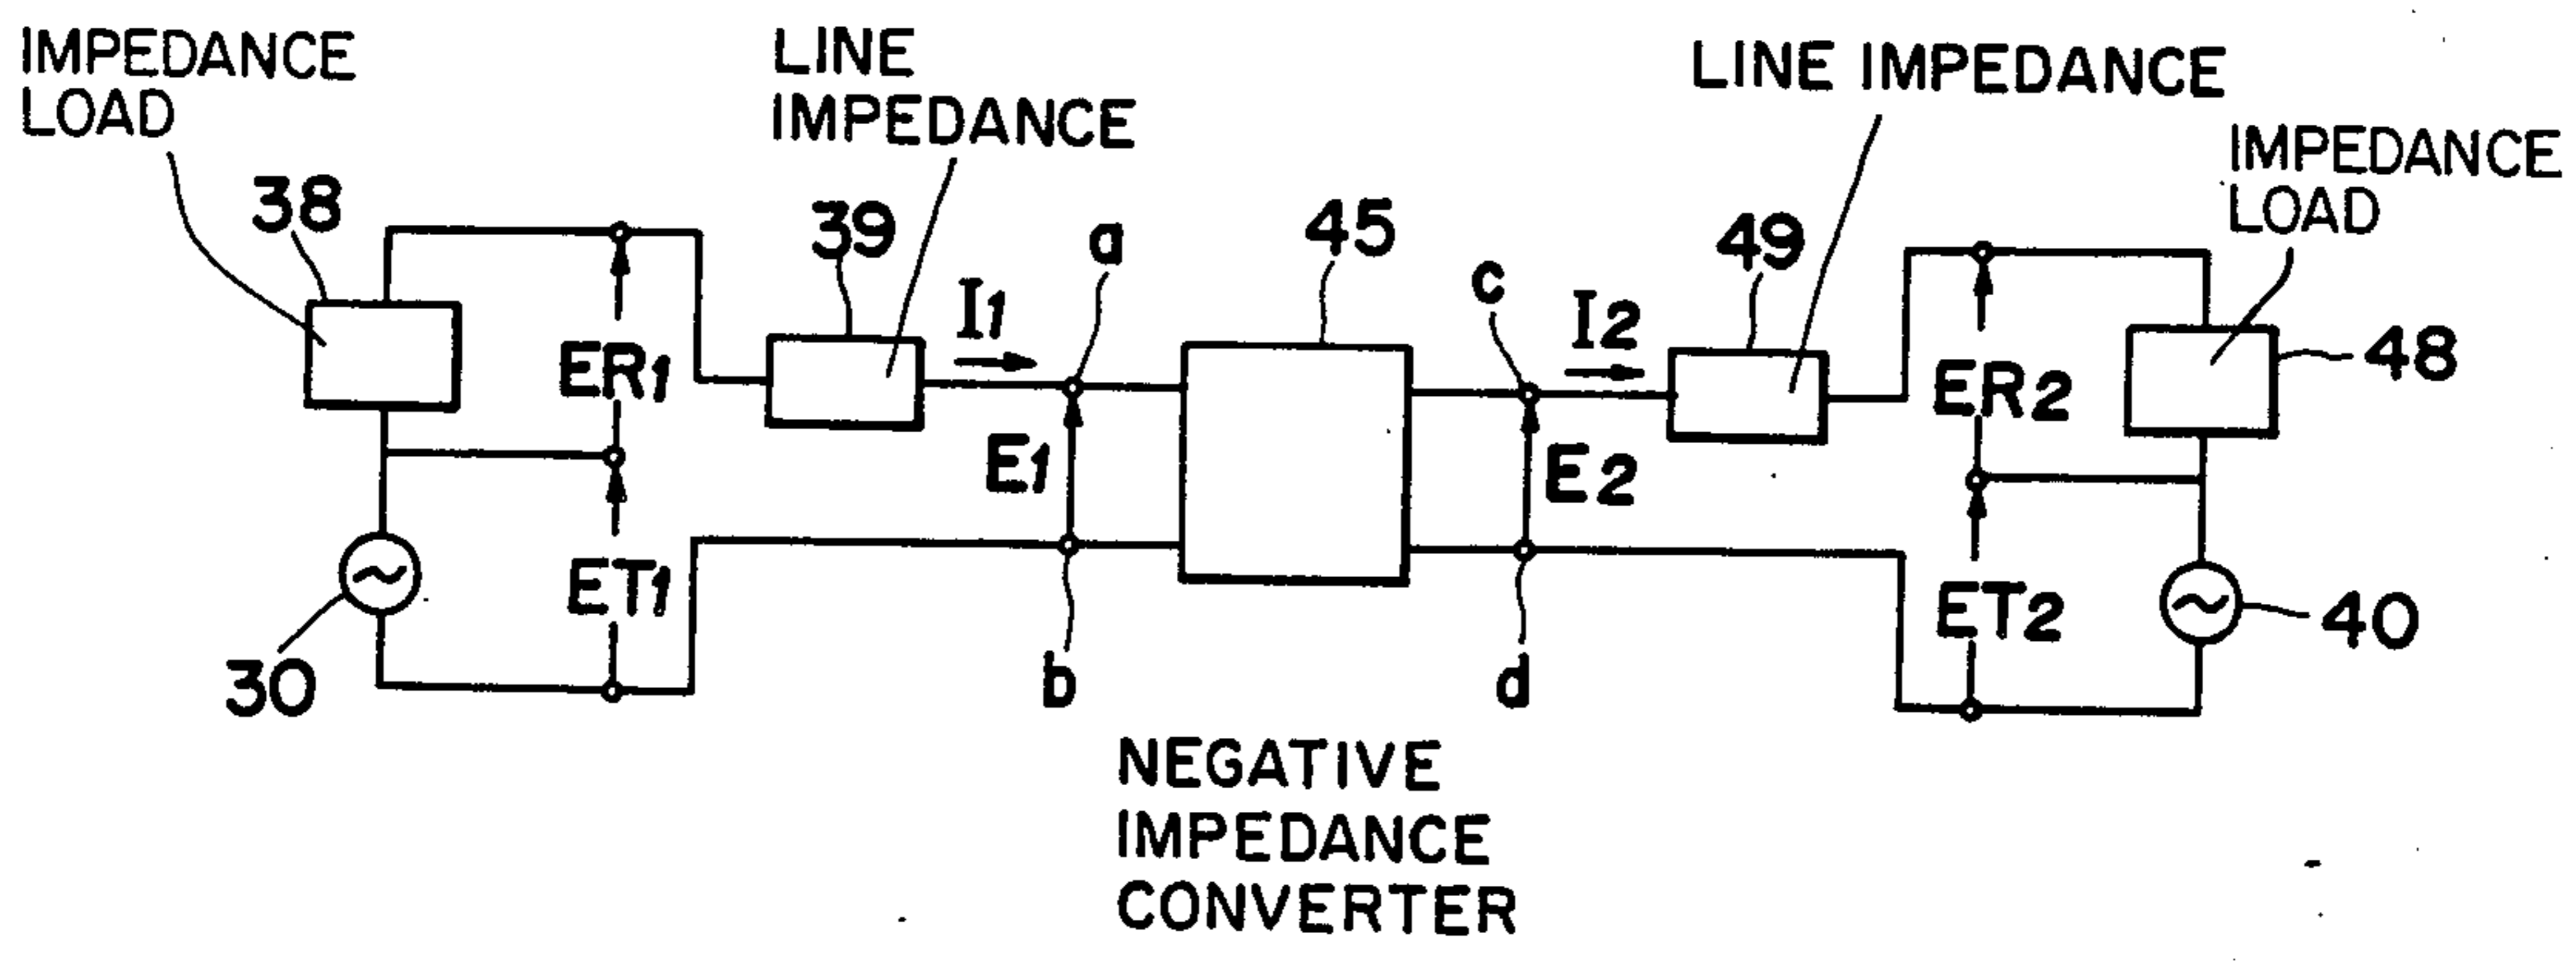 IMPEDANCE
LOAD
LINE
IMPEDANCE
LINE IMPEDANCE
IMPEDANCE
LOAD
38
39
a
45
c
49
I1
I2
ER1
ER2
48
E1
E2
ET1
ET2
30
40
b
d
NEGATIVE
IMPEDANCE
CONVERTER